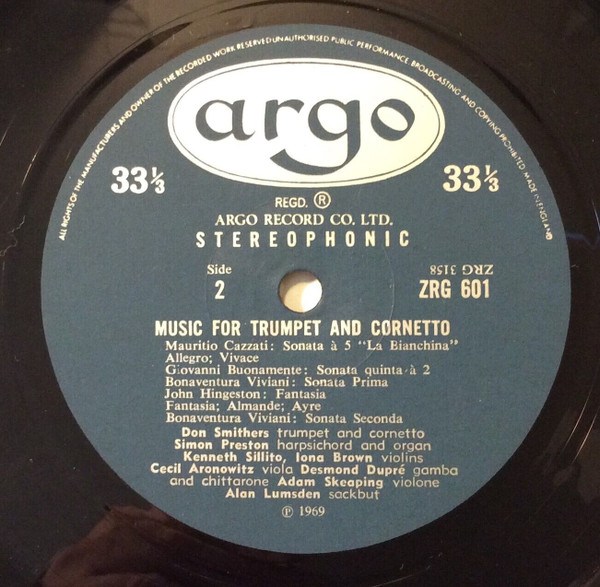 ALL RIGHTS OF THE MANUFACTURERS AND OWNER OF THE RECORDED WORK RESERVED UNAUTHORISED PUBLIC PERFORMANCE, BROADCASTING AND COPYING PROHIBITED MADE IN ENGLAND
argo
33⅓ 33⅓
REGD. ®
ARGO RECORD CO. LTD.
STEREOPHONIC
Side
2
ZRG 3158
ZRG 601
MUSIC FOR TRUMPET AND CORNETTO
Mauritio Cazzati: Sonata à 5 "La Bianchina"
Allegro; Vivace
Giovanni Buonamente: Sonata quinta à 2
Bonaventura Viviani: Sonata Prima
John Hingeston: Fantasia
Fantasia; Almande; Ayre
Bonaventura Viviani: Sonata Seconda
Don Smithers trumpet and cornetto
Simon Preston harpsichord and organ
Kenneth Sillito, Iona Brown violins
Cecil Aronowitz viola Desmond Dupré gamba
and chittarone Adam Skeaping violone
Alan Lumsden sackbut
℗ 1969